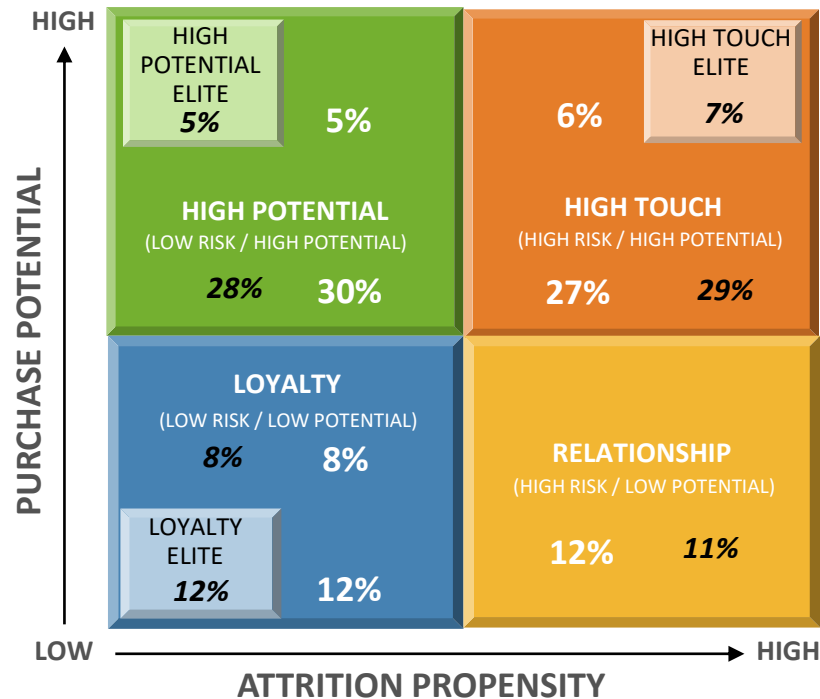 HIGH
HIGH
POTENTIAL
ELITE
5%
5%
6%
HIGH TOUCH
ELITE
7%
HIGH POTENTIAL
(LOW RISK / HIGH POTENTIAL)
28%
30%
HIGH TOUCH
(HIGH RISK / HIGH POTENTIAL)
27%
29%
PURCHASE POTENTIAL
LOYALTY
(LOW RISK / LOW POTENTIAL)
8%
8%
LOYALTY
ELITE
12%
12%
RELATIONSHIP
(HIGH RISK / LOW POTENTIAL)
12%
11%
LOW
HIGH
ATTRITION PROPENSITY